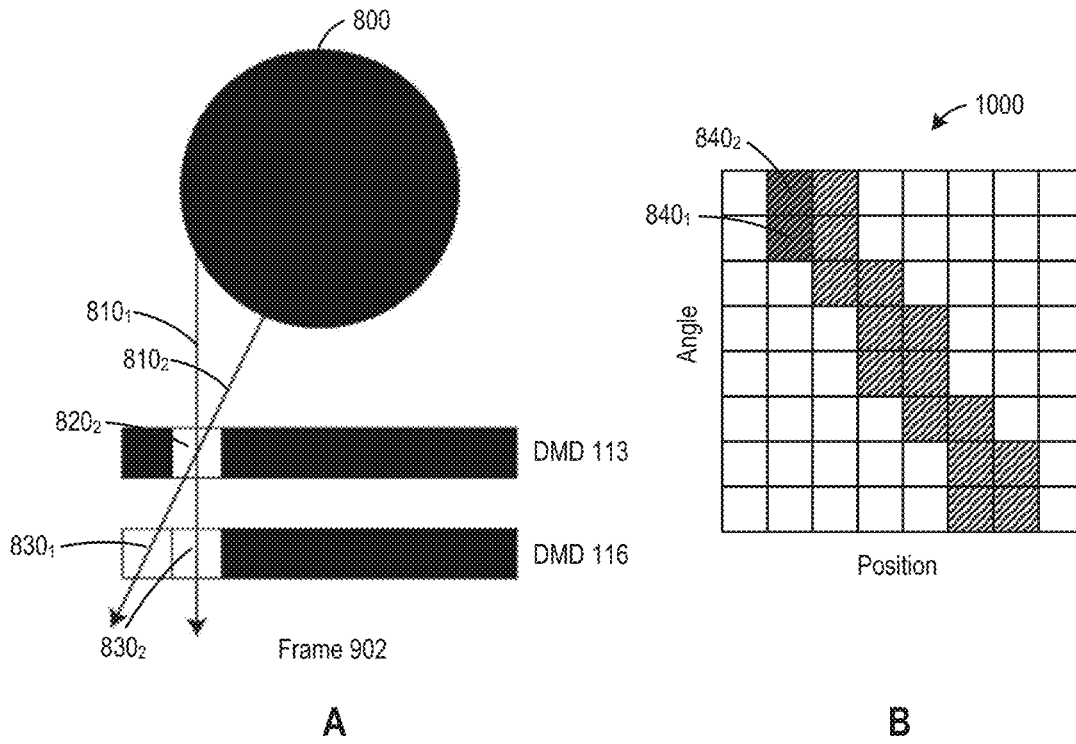 800
1000
840₂
840₁
810₁
810₂
Angle
820₂
DMD 113
830₁
DMD 116
Position
830₂
Frame 902
A
B